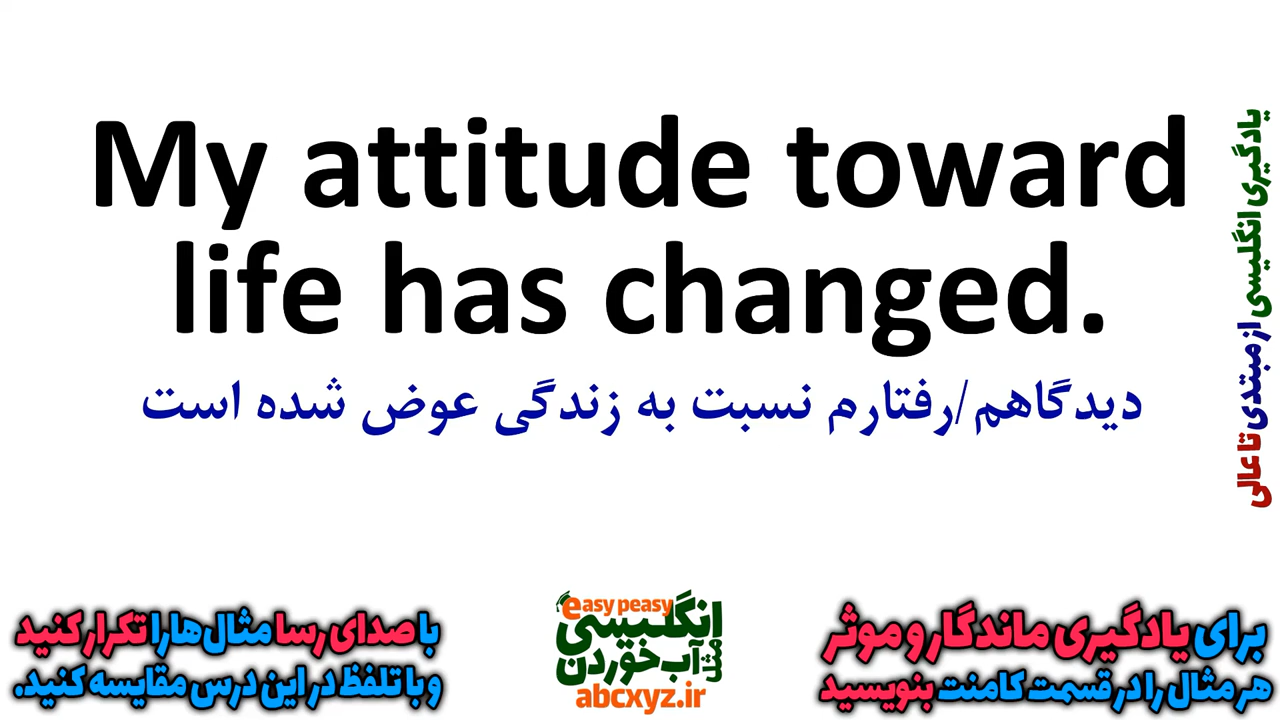 My attitude toward
life has changed.
دیدگاهم/رفتارم نسبت به زندگی عوض شده است
یادگیری انگلیسی از مبتدی تا عالی
برای یادگیری ماندگار و موثر
هر مثال را در قسمت کامنت بنویسید
easy peasy
انگلیسی
مثل آب خوردن
abcxyz.ir
با صدای رسا مثال‌ها را تکرار کنید
و با تلفظ در این درس مقایسه کنید.